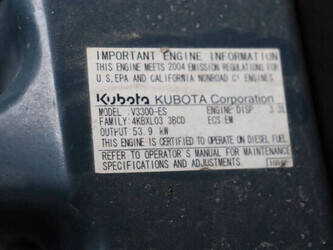 IMPORTANT ENGINE INFORMATION
THIS ENGINE MEETS 2004 EMISSION REGULATIONS FOR
U.S.EPA AND CALIFORNIA NONROAD CI ENGINES
Kubota KUBOTA Corporation
MODEL :V3300-ES ENGINE DISP 3.3L
FAMILY:4KBXL03.3BCD ECS:EM
OUTPUT:53.9 kW
THIS ENGINE IS CERTIFIED TO OPERATE ON DIESEL FUEL
REFER TO OPERATOR'S MANUAL FOR MAINTENANCE
SPECIFICATIONS AND ADJUSTMENTS